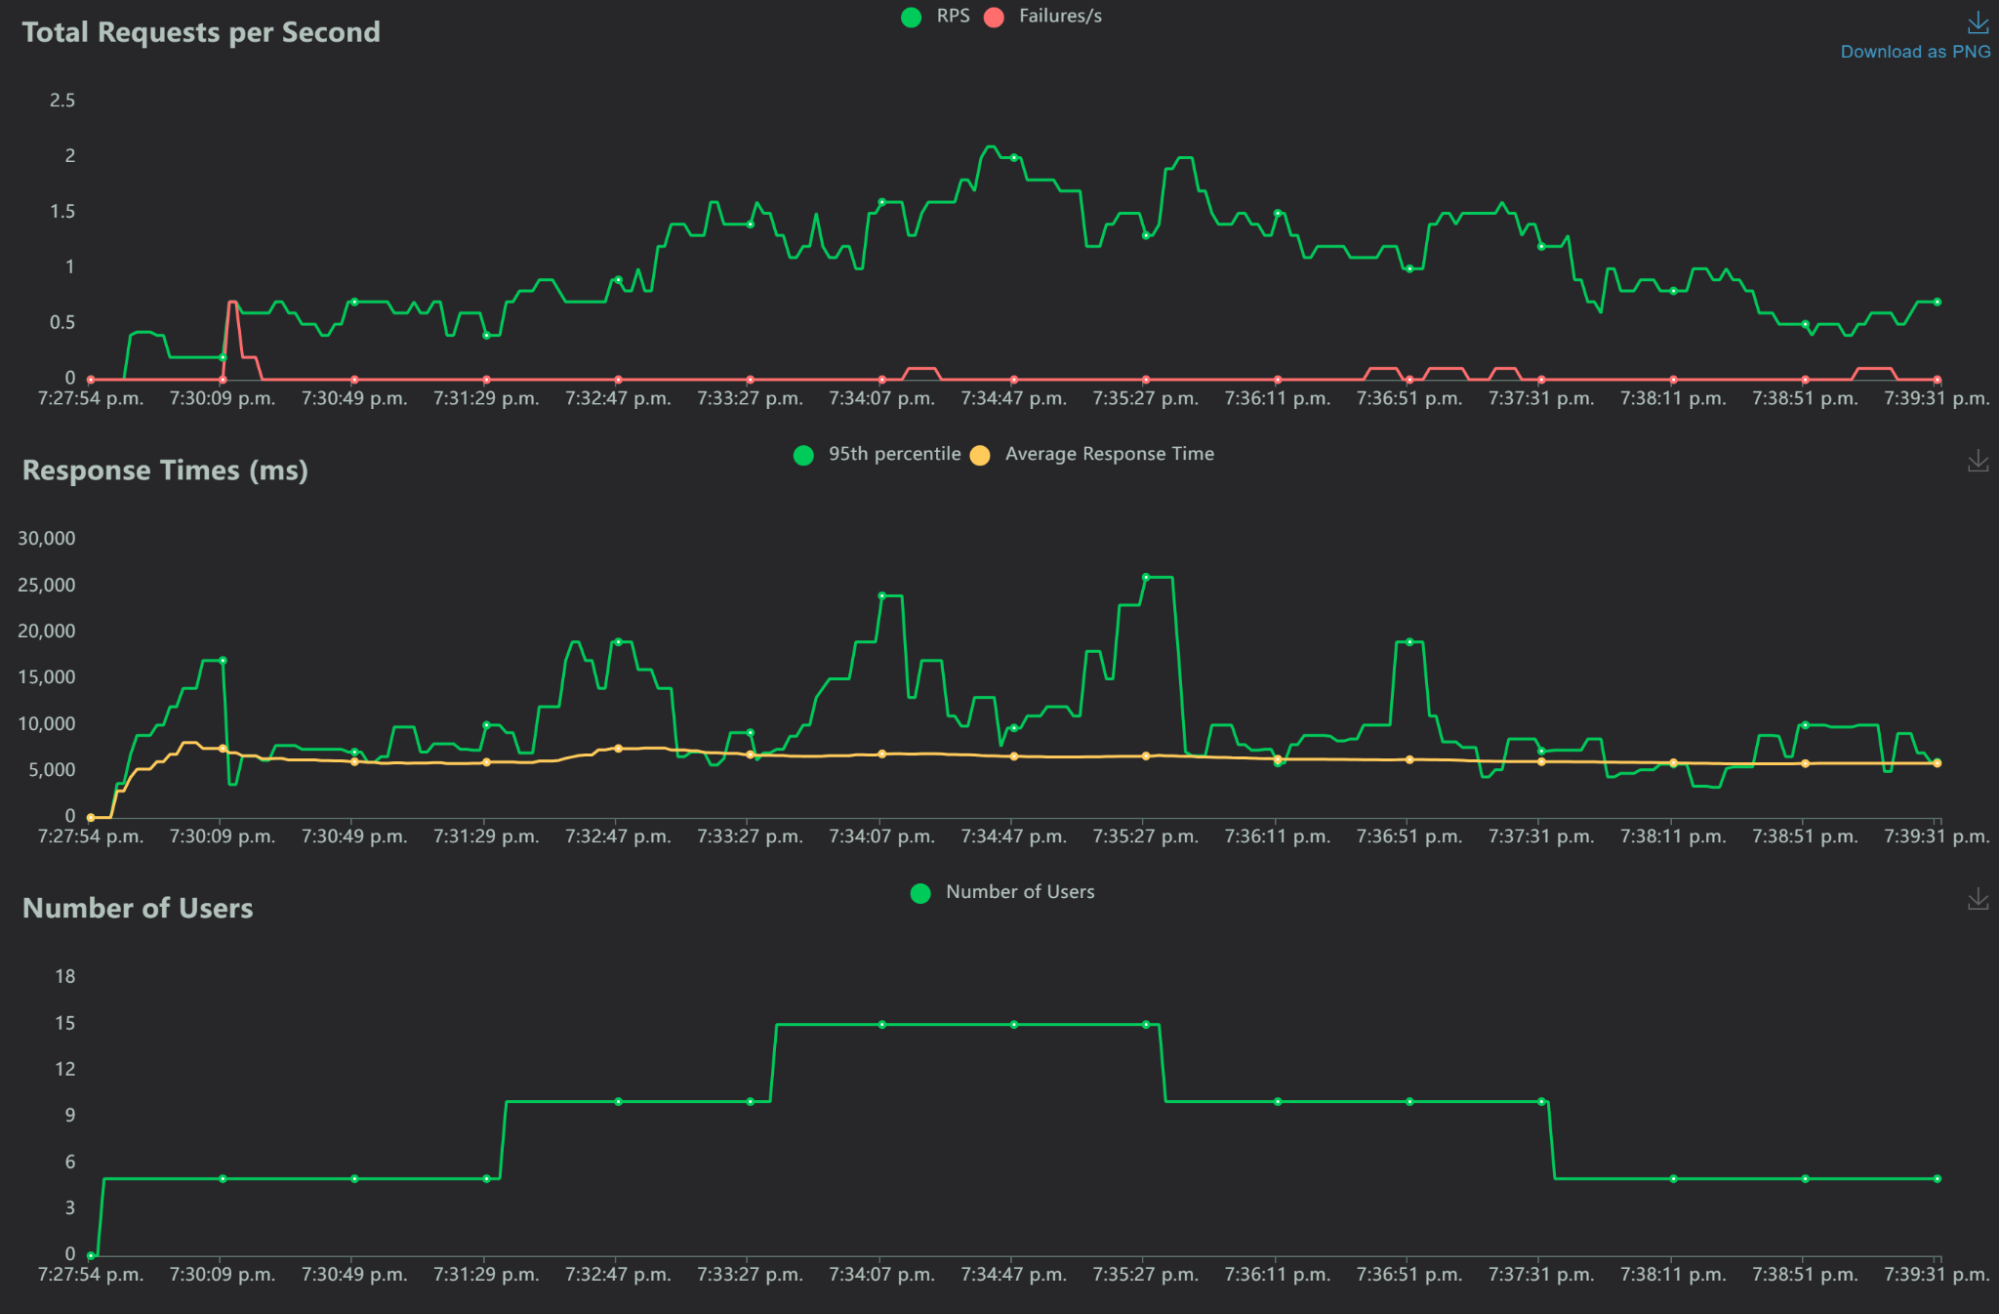 Total Requests per Second
RPS Failures/s
Download as PNG
2.5
2
1.5
1
0.5
0
7:27:54 p.m. 7:30:09 p.m. 7:30:49 p.m. 7:31:29 p.m. 7:32:47 p.m. 7:33:27 p.m. 7:34:07 p.m. 7:34:47 p.m. 7:35:27 p.m. 7:36:11 p.m. 7:36:51 p.m. 7:37:31 p.m. 7:38:11 p.m. 7:38:51 p.m. 7:39:31 p.m.
Response Times (ms)
95th percentile Average Response Time
30,000
25,000
20,000
15,000
10,000
5,000
0
7:27:54 p.m. 7:30:09 p.m. 7:30:49 p.m. 7:31:29 p.m. 7:32:47 p.m. 7:33:27 p.m. 7:34:07 p.m. 7:34:47 p.m. 7:35:27 p.m. 7:36:11 p.m. 7:36:51 p.m. 7:37:31 p.m. 7:38:11 p.m. 7:38:51 p.m. 7:39:31 p.m.
Number of Users
Number of Users
18
15
12
9
6
3
0
7:27:54 p.m. 7:30:09 p.m. 7:30:49 p.m. 7:31:29 p.m. 7:32:47 p.m. 7:33:27 p.m. 7:34:07 p.m. 7:34:47 p.m. 7:35:27 p.m. 7:36:11 p.m. 7:36:51 p.m. 7:37:31 p.m. 7:38:11 p.m. 7:38:51 p.m. 7:39:31 p.m.